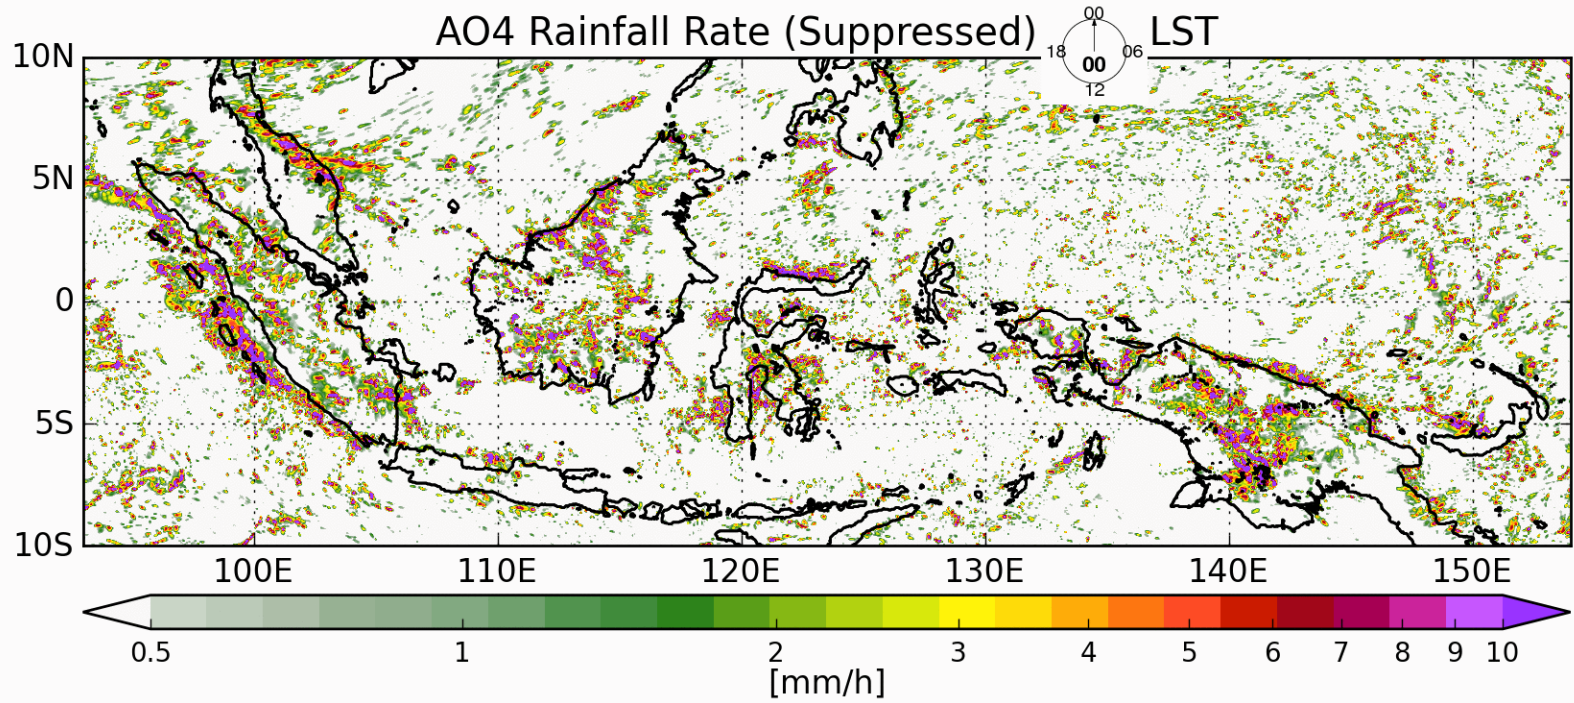 AO4 Rainfall Rate (Suppressed) LST
00
18 06
00
12
10N
5N
0
5S
10S
100E 110E 120E 130E 140E 150E
0.5 1 2 3 4 5 6 7 8 9 10
[mm/h]